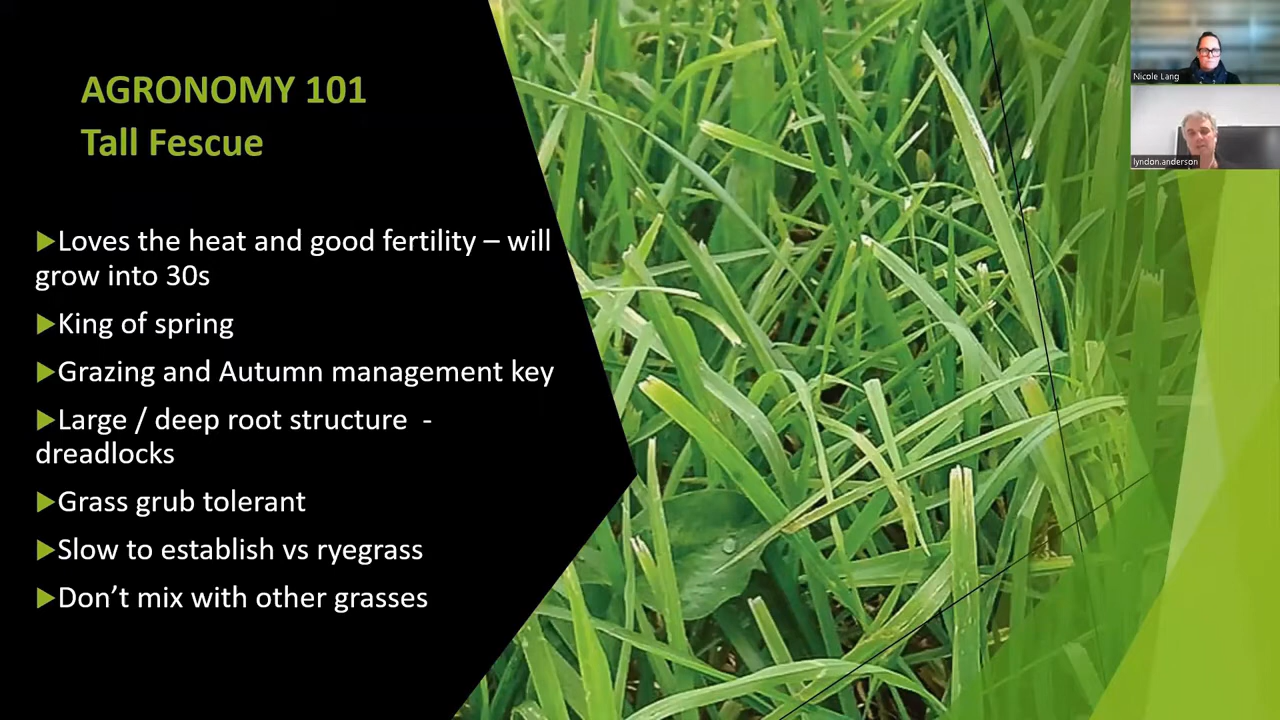 AGRONOMY 101
Tall Fescue
Loves the heat and good fertility – will
grow into 30s
King of spring
Grazing and Autumn management key
Large / deep root structure -
dreadlocks
Grass grub tolerant
Slow to establish vs ryegrass
Don’t mix with other grasses
Nicole Lang
lyndon.anderson